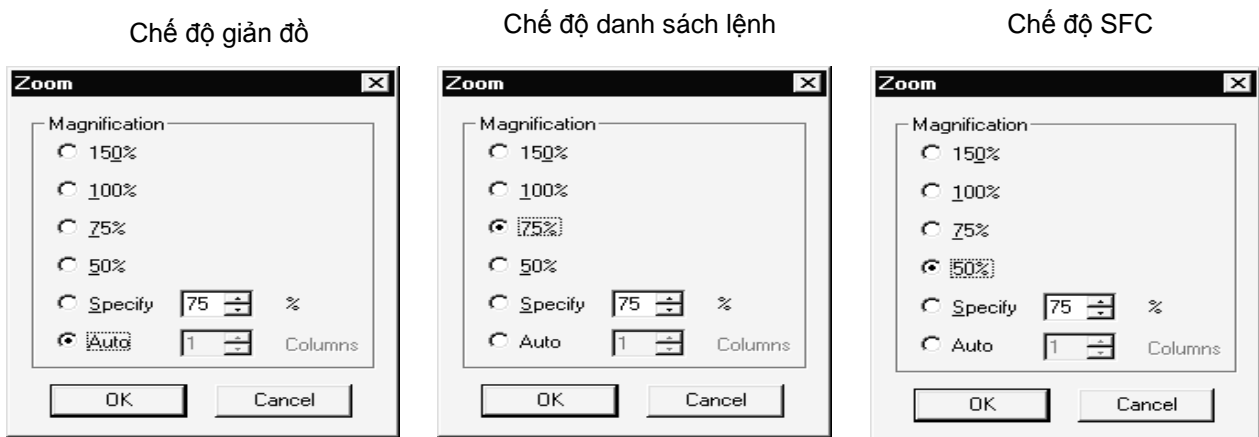 Chế độ giản đồ
Zoom
Magnification
150%
100%
75%
50%
Specify 75 %
Auto 1 Columns
OK Cancel
Chế độ danh sách lệnh
Zoom
Magnification
150%
100%
75%
50%
Specify 75 %
Auto 1 Columns
OK Cancel
Chế độ SFC
Zoom
Magnification
150%
100%
75%
50%
Specify 75 %
Auto 1 Columns
OK Cancel